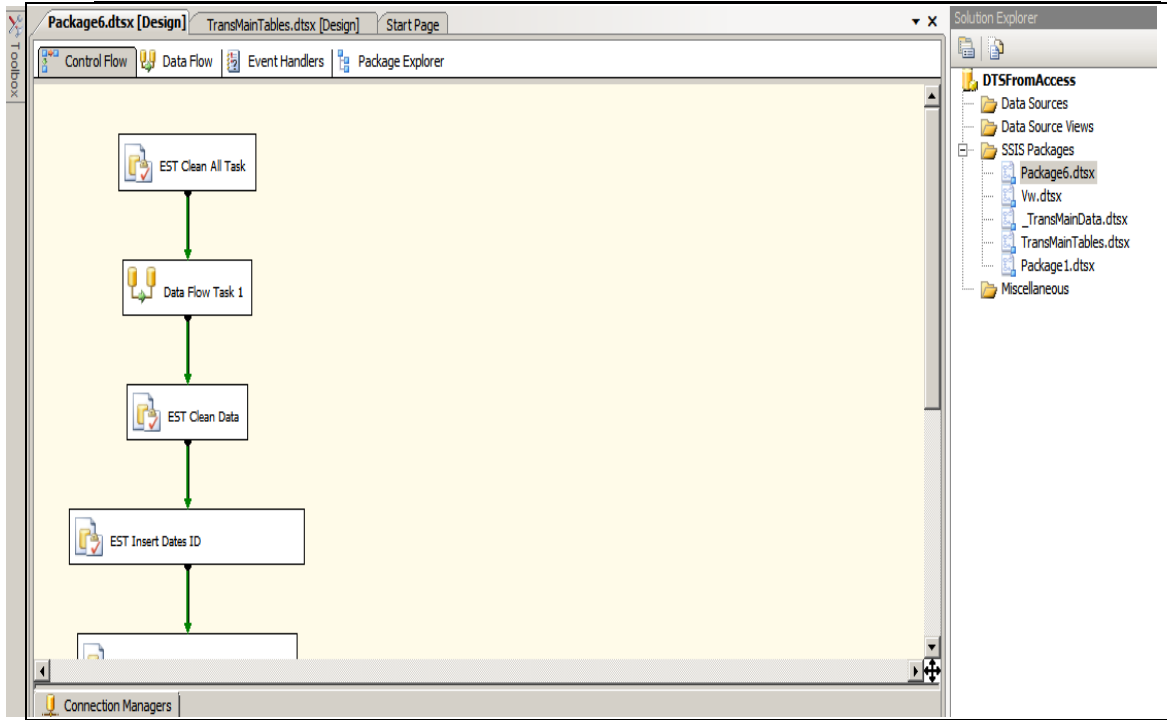 Package6.dtsx [Design] TransMainTables.dtsx [Design] Start Page
Toolbox
Control Flow Data Flow Event Handlers Package Explorer
EST Clean All Task
Data Flow Task 1
EST Clean Data
EST Insert Dates ID
Connection Managers
Solution Explorer
DTSFromAccess
Data Sources
Data Source Views
SSIS Packages
Package6.dtsx
Vw.dtsx
_TransMainData.dtsx
TransMainTables.dtsx
Package1.dtsx
Miscellaneous